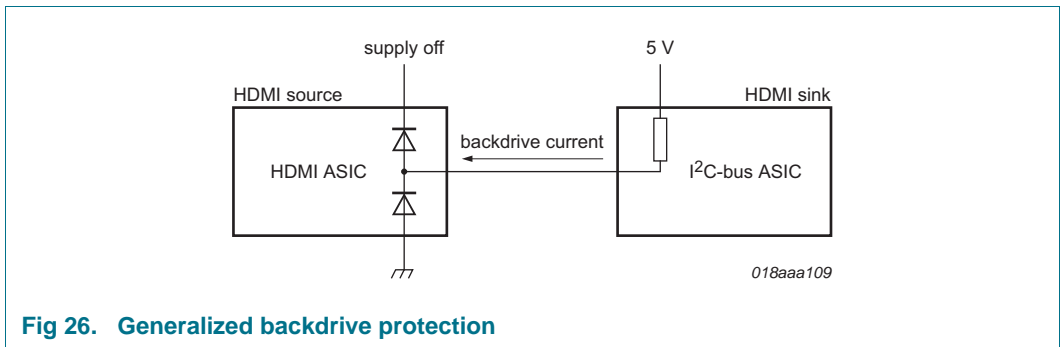 supply off
5 V
HDMI source
HDMI sink
backdrive current
HDMI ASIC
I2C-bus ASIC
018aaa109
Fig 26. Generalized backdrive protection